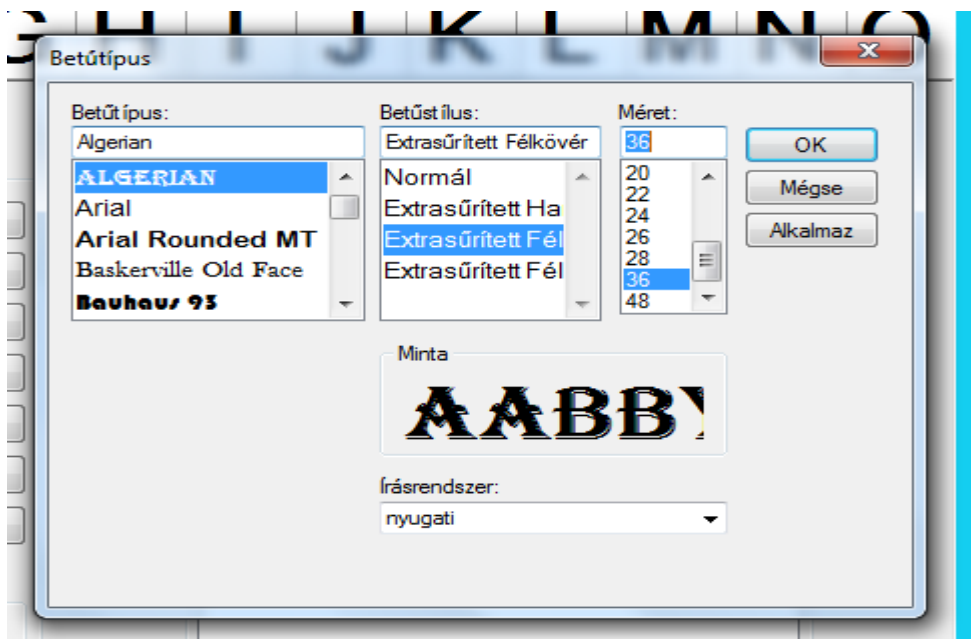 G H I J K L M N O
Betűtípus
Betűtípus:
Betűstílus:
Méret:
Algerian
Extrasűrített Félkövér
36
OK
ALGERIAN
Arial
Arial Rounded MT
Baskerville Old Face
Bauhaus 93
Normál
Extrasűrített Ha
Extrasűrített Fél
Extrasűrített Fél
20
22
24
26
28
36
48
Mégse
Alkalmaz
Minta
AABBY
Írásrendszer:
nyugati